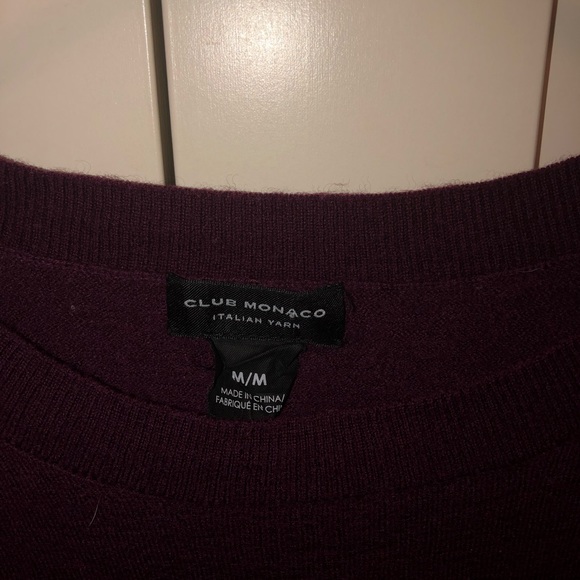 CLUB MONACO
ITALIAN YARN
M/M
MADE IN CHINA/
FABRIQUÉ EN